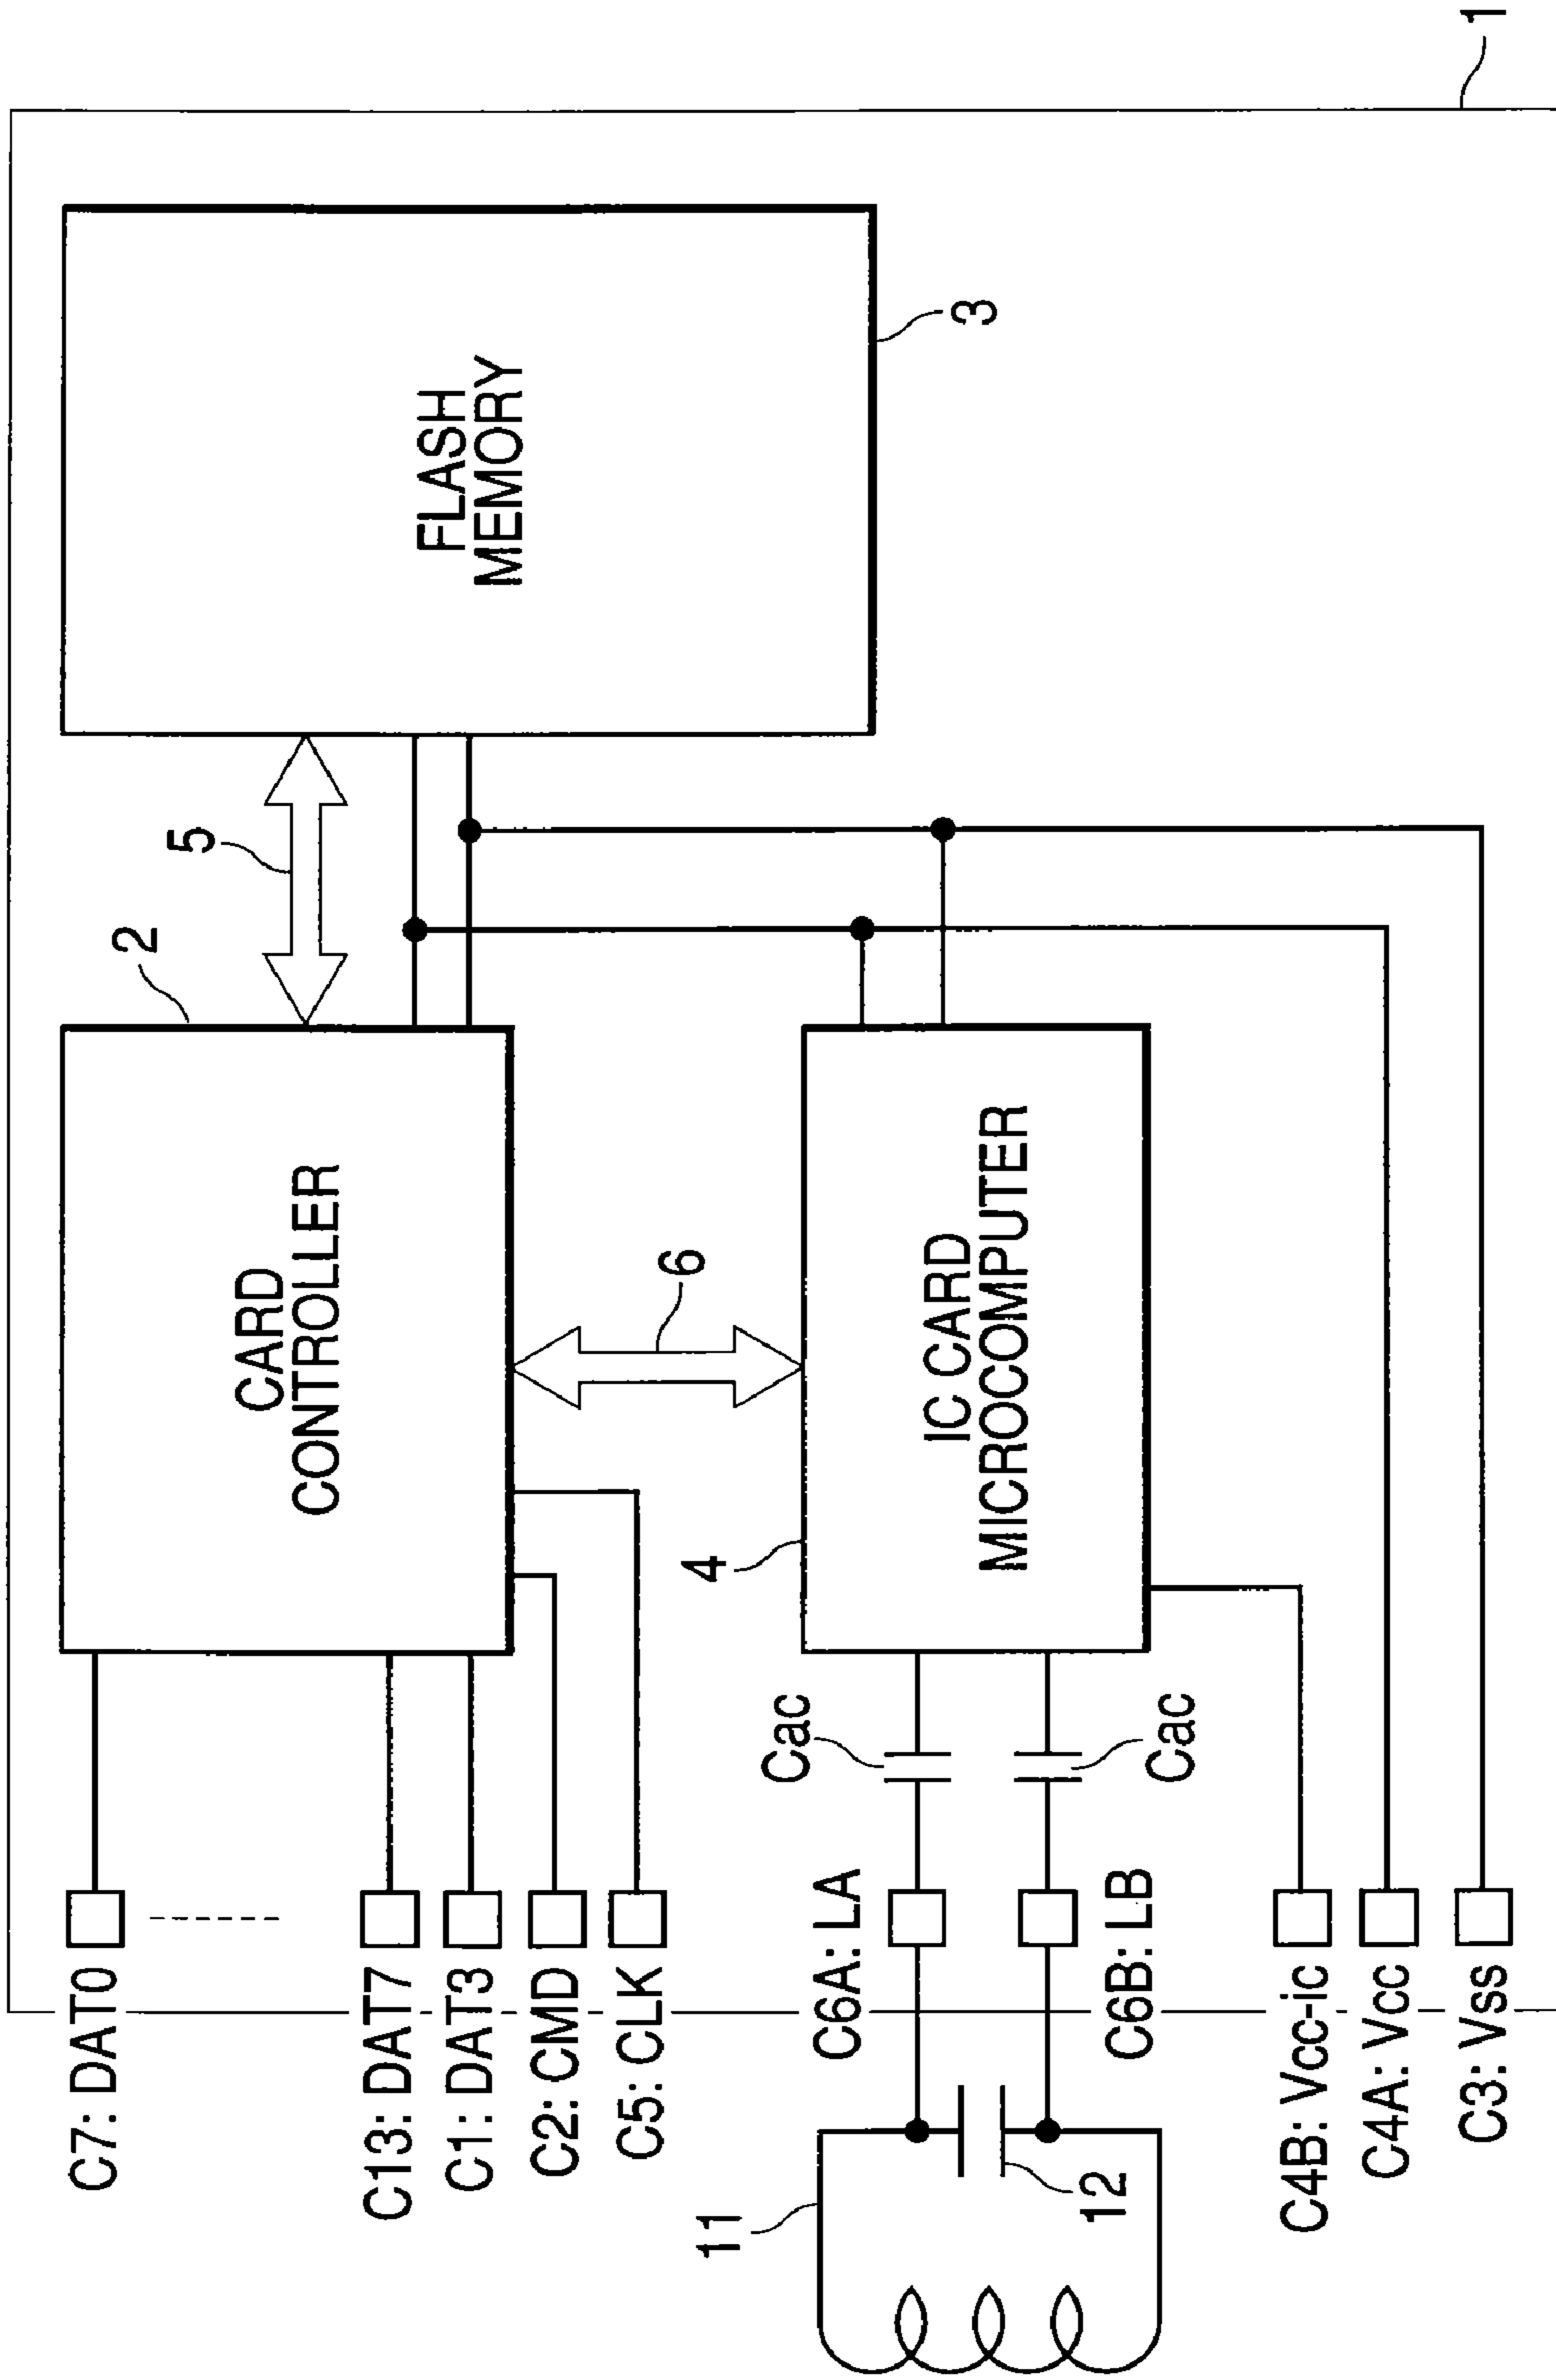 1
2
5
3
CARD
CONTROLLER
FLASH
MEMORY
6
4
IC CARD
MICROCOMPUTER
C7: DAT0
C13: DAT7
C1: DAT3
C2: CMD
C5: CLK
Cac
C6A: LA
Cac
C6B: LB
11
12
C4B: Vcc-ic
C4A: Vcc
C3: Vss